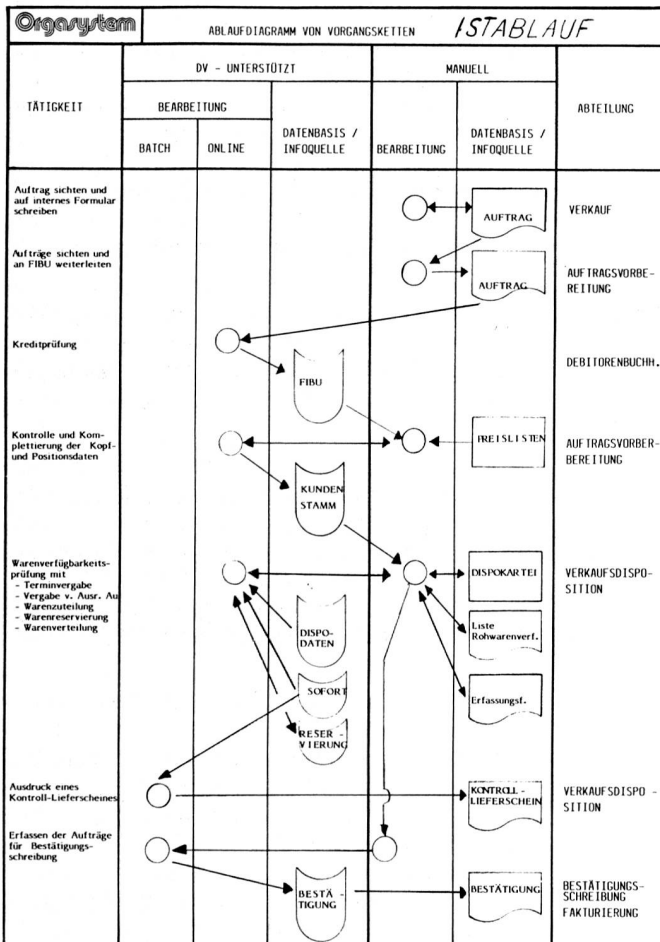 Orgasystem
ABLAUFDIAGRAMM VON VORGANGSKETTEN
ISTABLAUF
DV - UNTERSTÜTZT
MANUELL
TÄTIGKEIT
BEARBEITUNG
ABTEILUNG
BATCH
ONLINE
DATENBASIS /
INFOQUELLE
BEARBEITUNG
DATENBASIS /
INFOQUELLE
Auftrag sichten und
auf internes Formular
schreiben
AUFTRAG
VERKAUF
Aufträge sichten und
an FIBU weiterleiten
AUFTRAG
AUFTRAGSVORBE-
REITUNG
Kreditprüfung
FIBU
DEBITORENBUCHH.
Kontrolle und Kom-
plettierung der Kopf-
und Positionsdaten
PREISLISTEN
AUFTRAGSVORBER-
BEREITUNG
KUNDEN
STAMM
Warenverfügbarkeits-
prüfung mit
- Terminvergabe
- Vergabe v. Ausr. Au
- Warenzuteilung
- Warenreservierung
- Warenverteilung
DISPOKARTEI
VERKAUFSDISPO-
SITION
DISPO-
DATEN
Liste
Rohwarenverf.
SOFORT
Erfassungsf.
RESER-
VIERUNG
Ausdruck eines
Kontroll-Lieferscheines
KONTROLL-
LIEFERSCHEIN
VERKAUFSDISPO -
SITION
Erfassen der Aufträge
für Bestätigungs-
schreibung
BESTÄ -
TIGUNG
BESTÄTIGUNG
BESTÄTIGUNGS-
SCHREIBUNG
FAKTURIERUNG